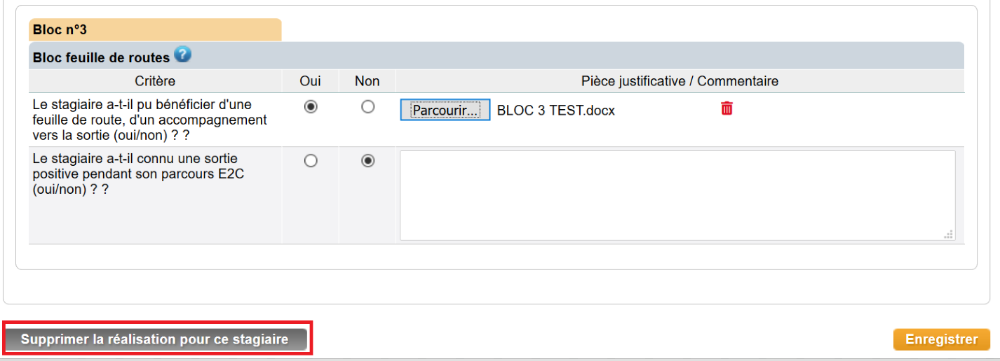 Bloc n°3
Bloc feuille de routes ?
Critère Oui Non Pièce justificative / Commentaire
Le stagiaire a-t-il pu bénéficier d'une
feuille de route, d'un accompagnement
vers la sortie (oui/non) ? ?
Parcourir... BLOC 3 TEST.docx
Le stagiaire a-t-il connu une sortie
positive pendant son parcours E2C
(oui/non) ? ?
Supprimer la réalisation pour ce stagiaire
Enregistrer